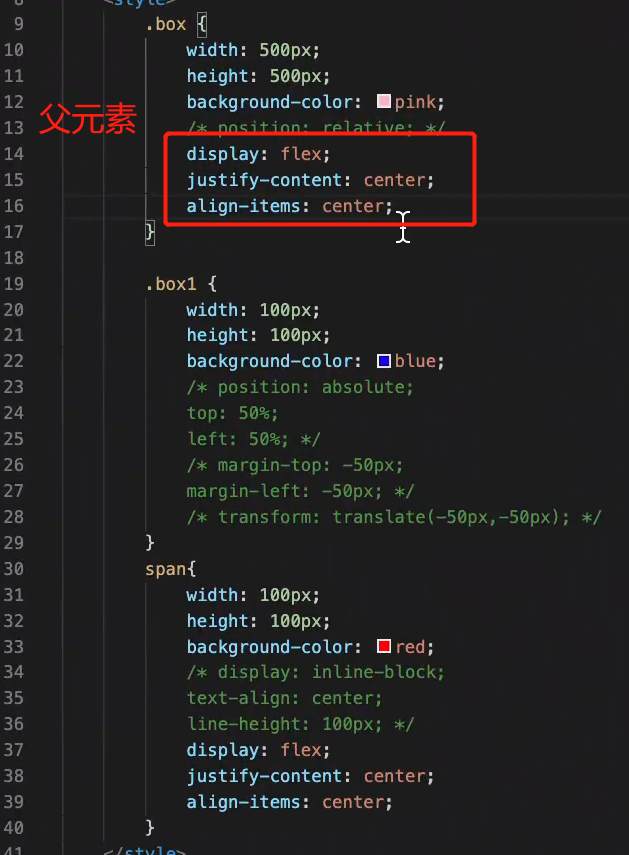 8 <style>
9 .box {
10 width: 500px;
11 height: 500px;
12 background-color: pink;
父元素
13 /* position: relative; */
14 display: flex;
15 justify-content: center;
16 align-items: center;
17 }
18
19 .box1 {
20 width: 100px;
21 height: 100px;
22 background-color: blue;
23 /* position: absolute;
24 top: 50%;
25 left: 50%; */
26 /* margin-top: -50px;
27 margin-left: -50px; */
28 /* transform: translate(-50px,-50px); */
29 }
30 span{
31 width: 100px;
32 height: 100px;
33 background-color: red;
34 /* display: inline-block;
35 text-align: center;
36 line-height: 100px; */
37 display: flex;
38 justify-content: center;
39 align-items: center;
40 }
41 </style>